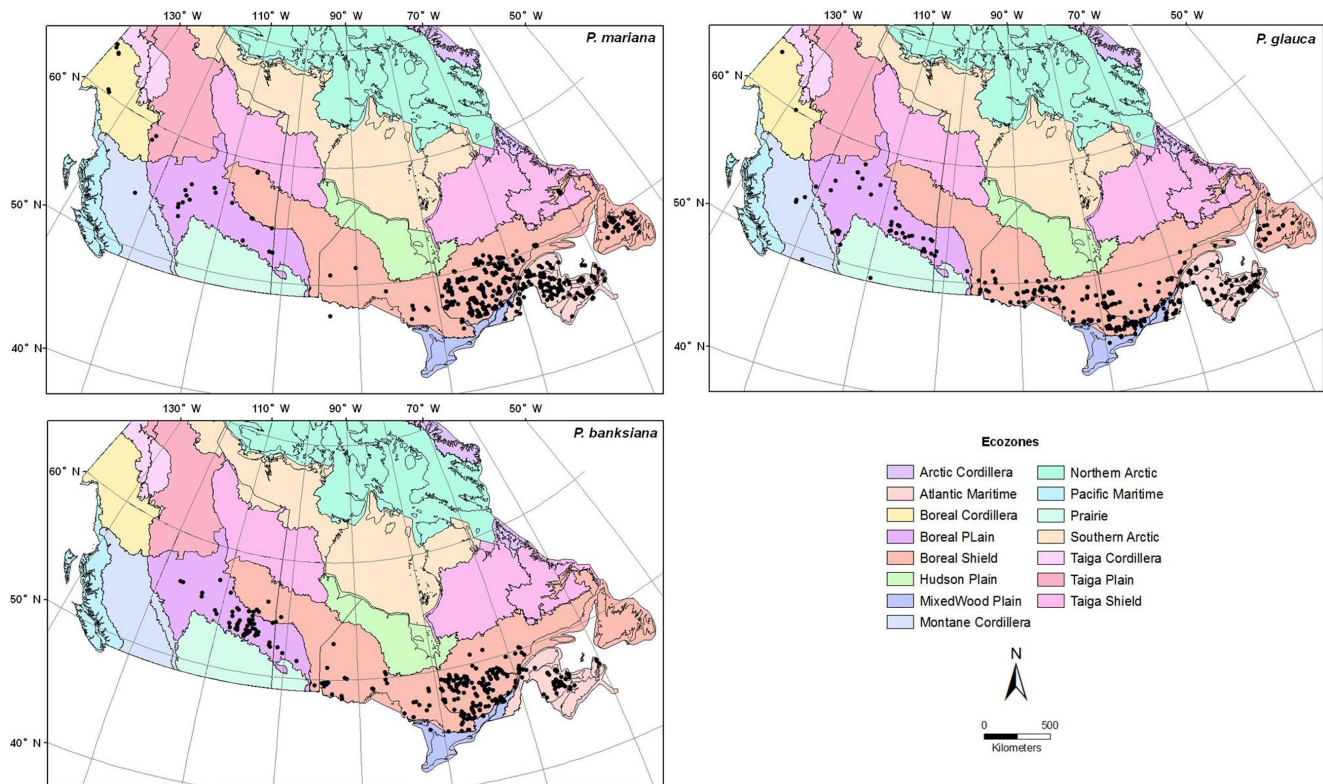 130° W 110° W 90° W 70° W 50° W
P. mariana
60° N
50° N
40° N
130° W 110° W 90° W 70° W 50° W
P. glauca
60° N
50° N
40° N
130° W 110° W 90° W 70° W 50° W
P. banksiana
60° N
50° N
40° N
Ecozones
Arctic Cordillera
Atlantic Maritime
Boreal Cordillera
Boreal PLain
Boreal Shield
Hudson Plain
MixedWood Plain
Montane Cordillera
Northern Arctic
Pacific Maritime
Prairie
Southern Arctic
Taiga Cordillera
Taiga Plain
Taiga Shield
N
0 500
Kilometers